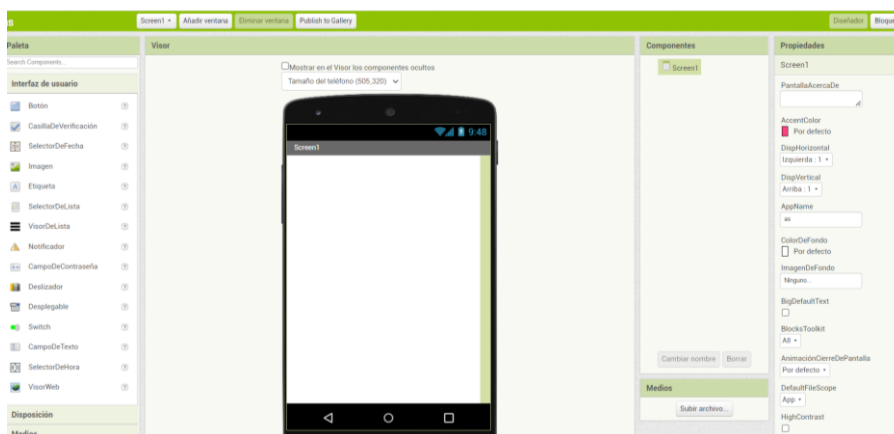 os
Screen1
Añadir ventana
Eliminar ventana
Publish to Gallery
Diseñador
Paleta
Search Components...
Interfaz de usuario
Botón
CasillaDeVerificación
SelectorDeFecha
Imagen
Etiqueta
SelectorDeLista
VisorDeLista
Notificador
CampoDeContraseña
Deslizador
Desplegable
Switch
CampoDeTexto
SelectorDeHora
VisorWeb
Disposición
Visor
Mostrar en el Visor los componentes ocultos
Tamaño del teléfono (505,320)
9:48
Screen1
Componentes
Screen1
Cambiar nombre
Borrar
Medios
Subir archivo...
Propiedades
Screen1
PantallaAcercaDe
AccentColor
Por defecto
DispHorizontal
Izquierda : 1
DispVertical
Arriba : 1
AppName
as
ColorDeFondo
Por defecto
ImagenDeFondo
Ninguno...
BigDefaultText
BlocksToolkit
All
AnimaciónCierreDePantalla
Por defecto
DefaultFileScope
App
HighContrast